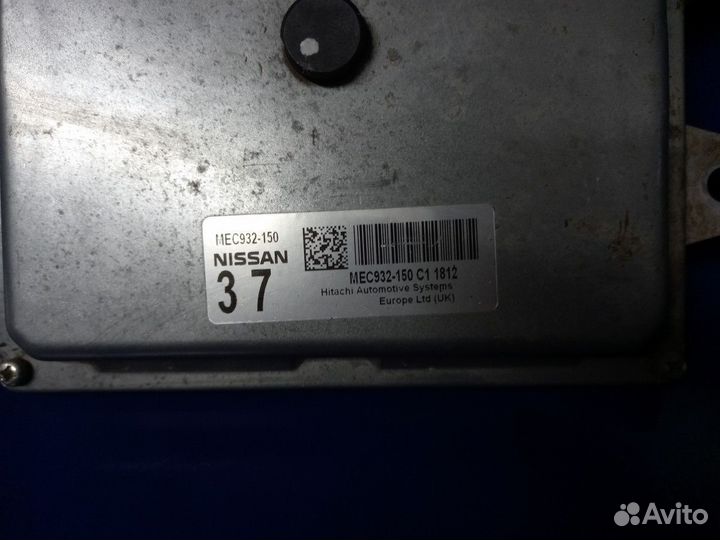 MEC932-150
NISSAN
37
MEC932-150 C1 1812
Hitachi Automotive Systems
Europe Ltd (UK)
Avito